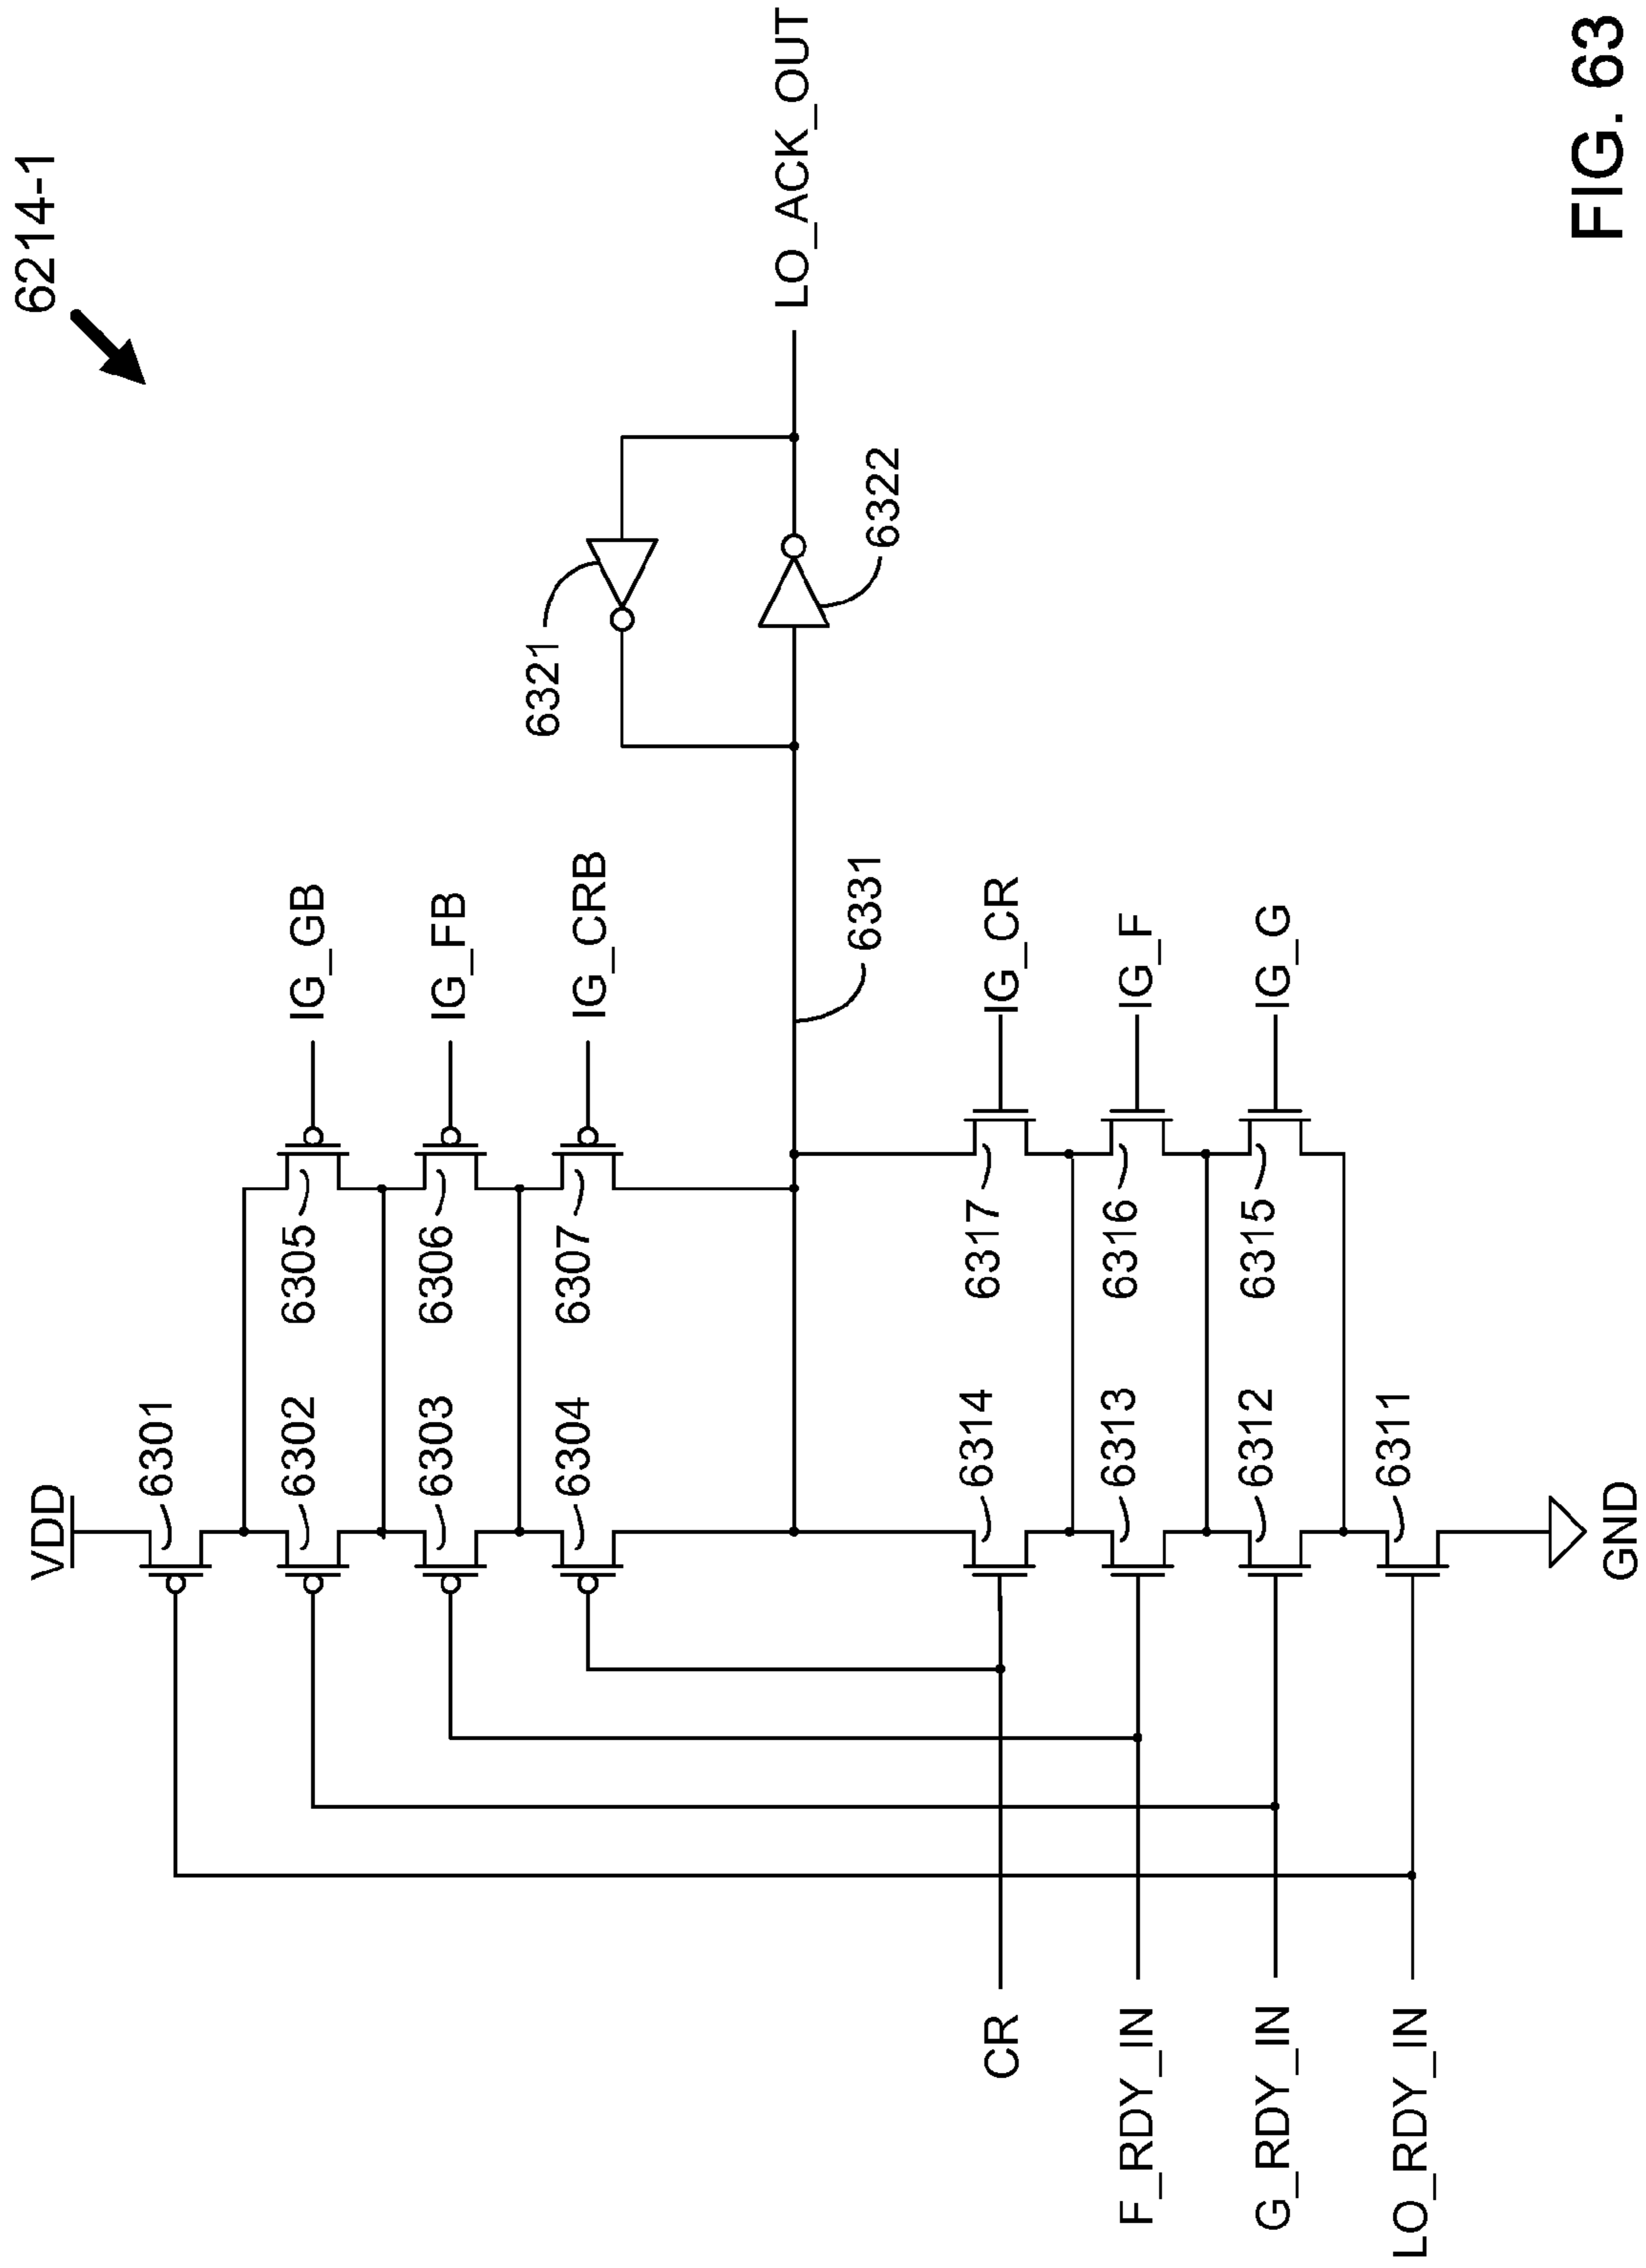 6214-1
VDD
6301
6302
6303
6304
6305
6306
6307
IG_GB
IG_FB
IG_CRB
6321
6322
LO_ACK_OUT
6331
6314
6313
6312
6311
6317
6316
6315
IG_CR
IG_F
IG_G
CR
F_RDY_IN
G_RDY_IN
LO_RDY_IN
GND
FIG. 63